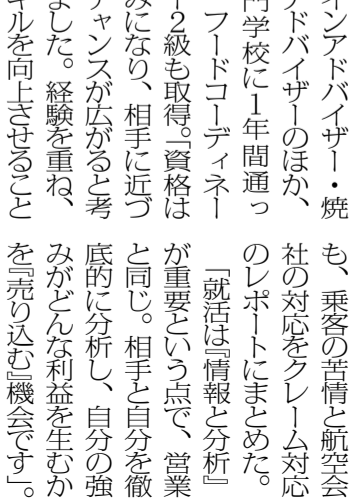 インアドバイザー・焼
アドバイザーのほか、
門学校に1年間通っ
フードコーディネー
ー2級も取得。「資格は
みになり、相手に近づ
チャンスが広がると考
ました。経験を重ね、
キルを向上させること
も、乗客の苦情と航空会
社の対応をクレーム対応
のレポートにまとめた。
「就活は『情報と分析』
が重要という点で、営業
と同じ。相手と自分を徹
底的に分析し、自分の強
みがどんな利益を生むか
を『売り込む』機会です」。